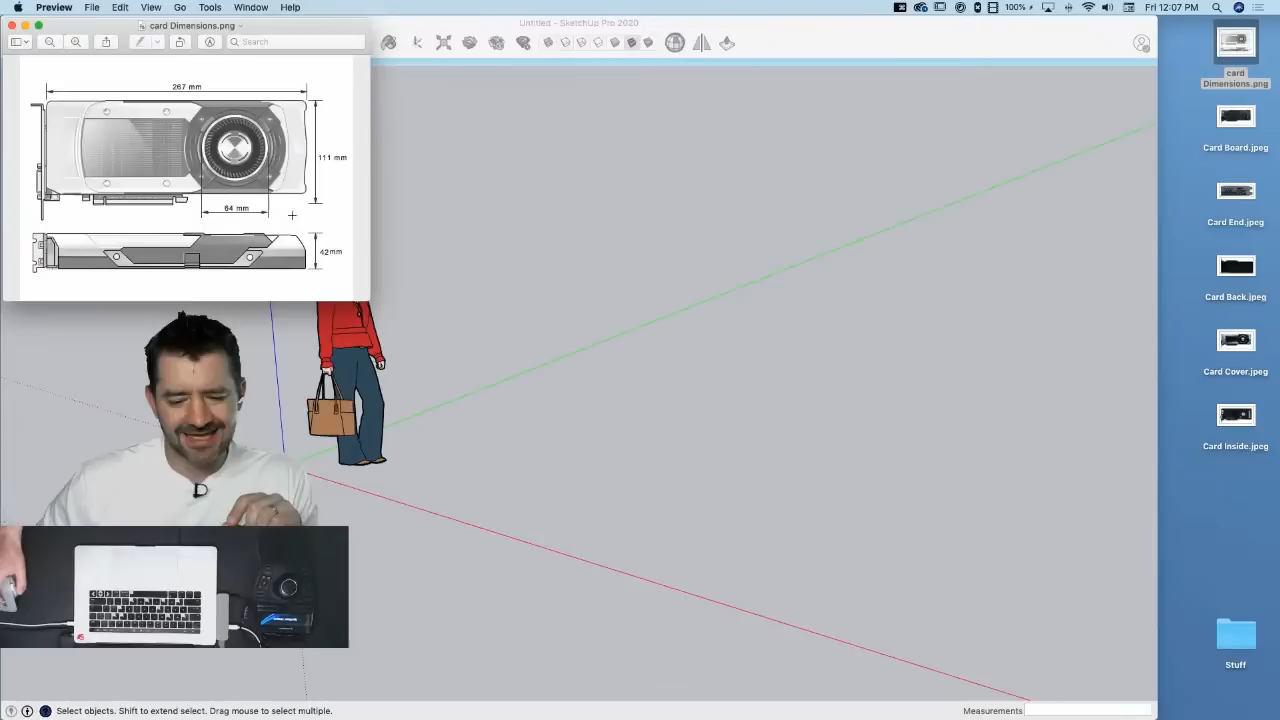 Preview File Edit View Go Tools Window Help
100% Fri 12:07 PM
card Dimensions.png
Untitled - SketchUp Pro 2020
Search
267 mm
111 mm
64 mm
42mm
card
Dimensions.png
Card Board.jpeg
Card End.jpeg
Card Back.jpeg
Card Cover.jpeg
Card Inside.jpeg
Stuff
Select objects. Shift to extend select. Drag mouse to select multiple.
Measurements